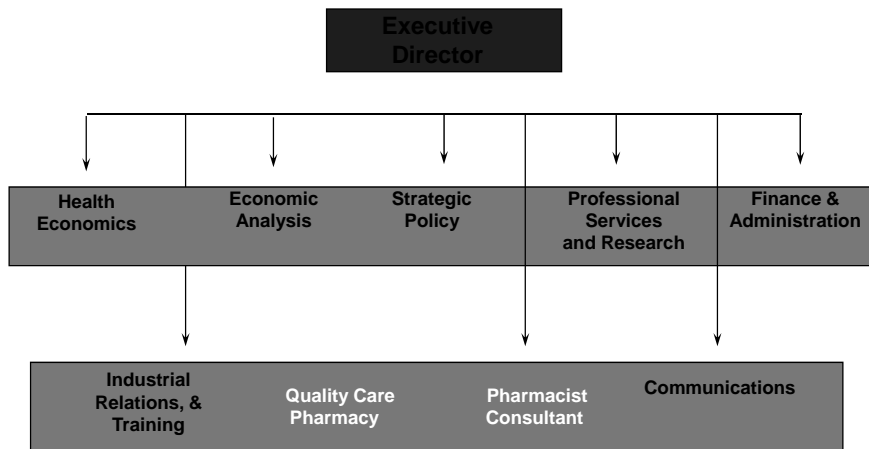 Executive
Director
Health
Economics
Economic
Analysis
Strategic
Policy
Professional
Services
and Research
Finance &
Administration
Industrial
Relations, &
Training
Quality Care
Pharmacy
Pharmacist
Consultant
Communications